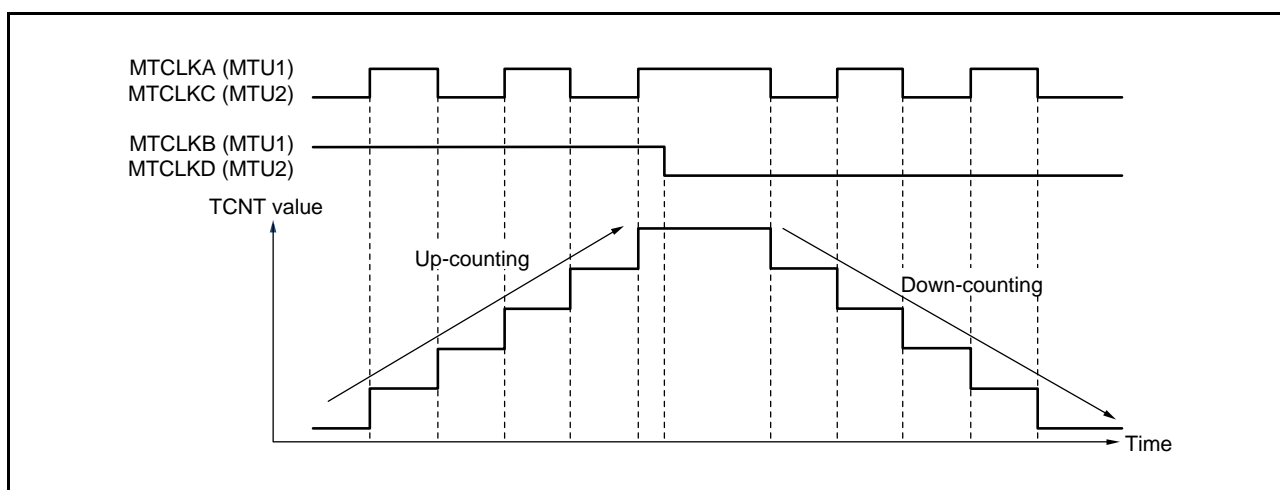 MTCLKA (MTU1)
MTCLKC (MTU2)
MTCLKB (MTU1)
MTCLKD (MTU2)
TCNT value
Up-counting
Down-counting
Time